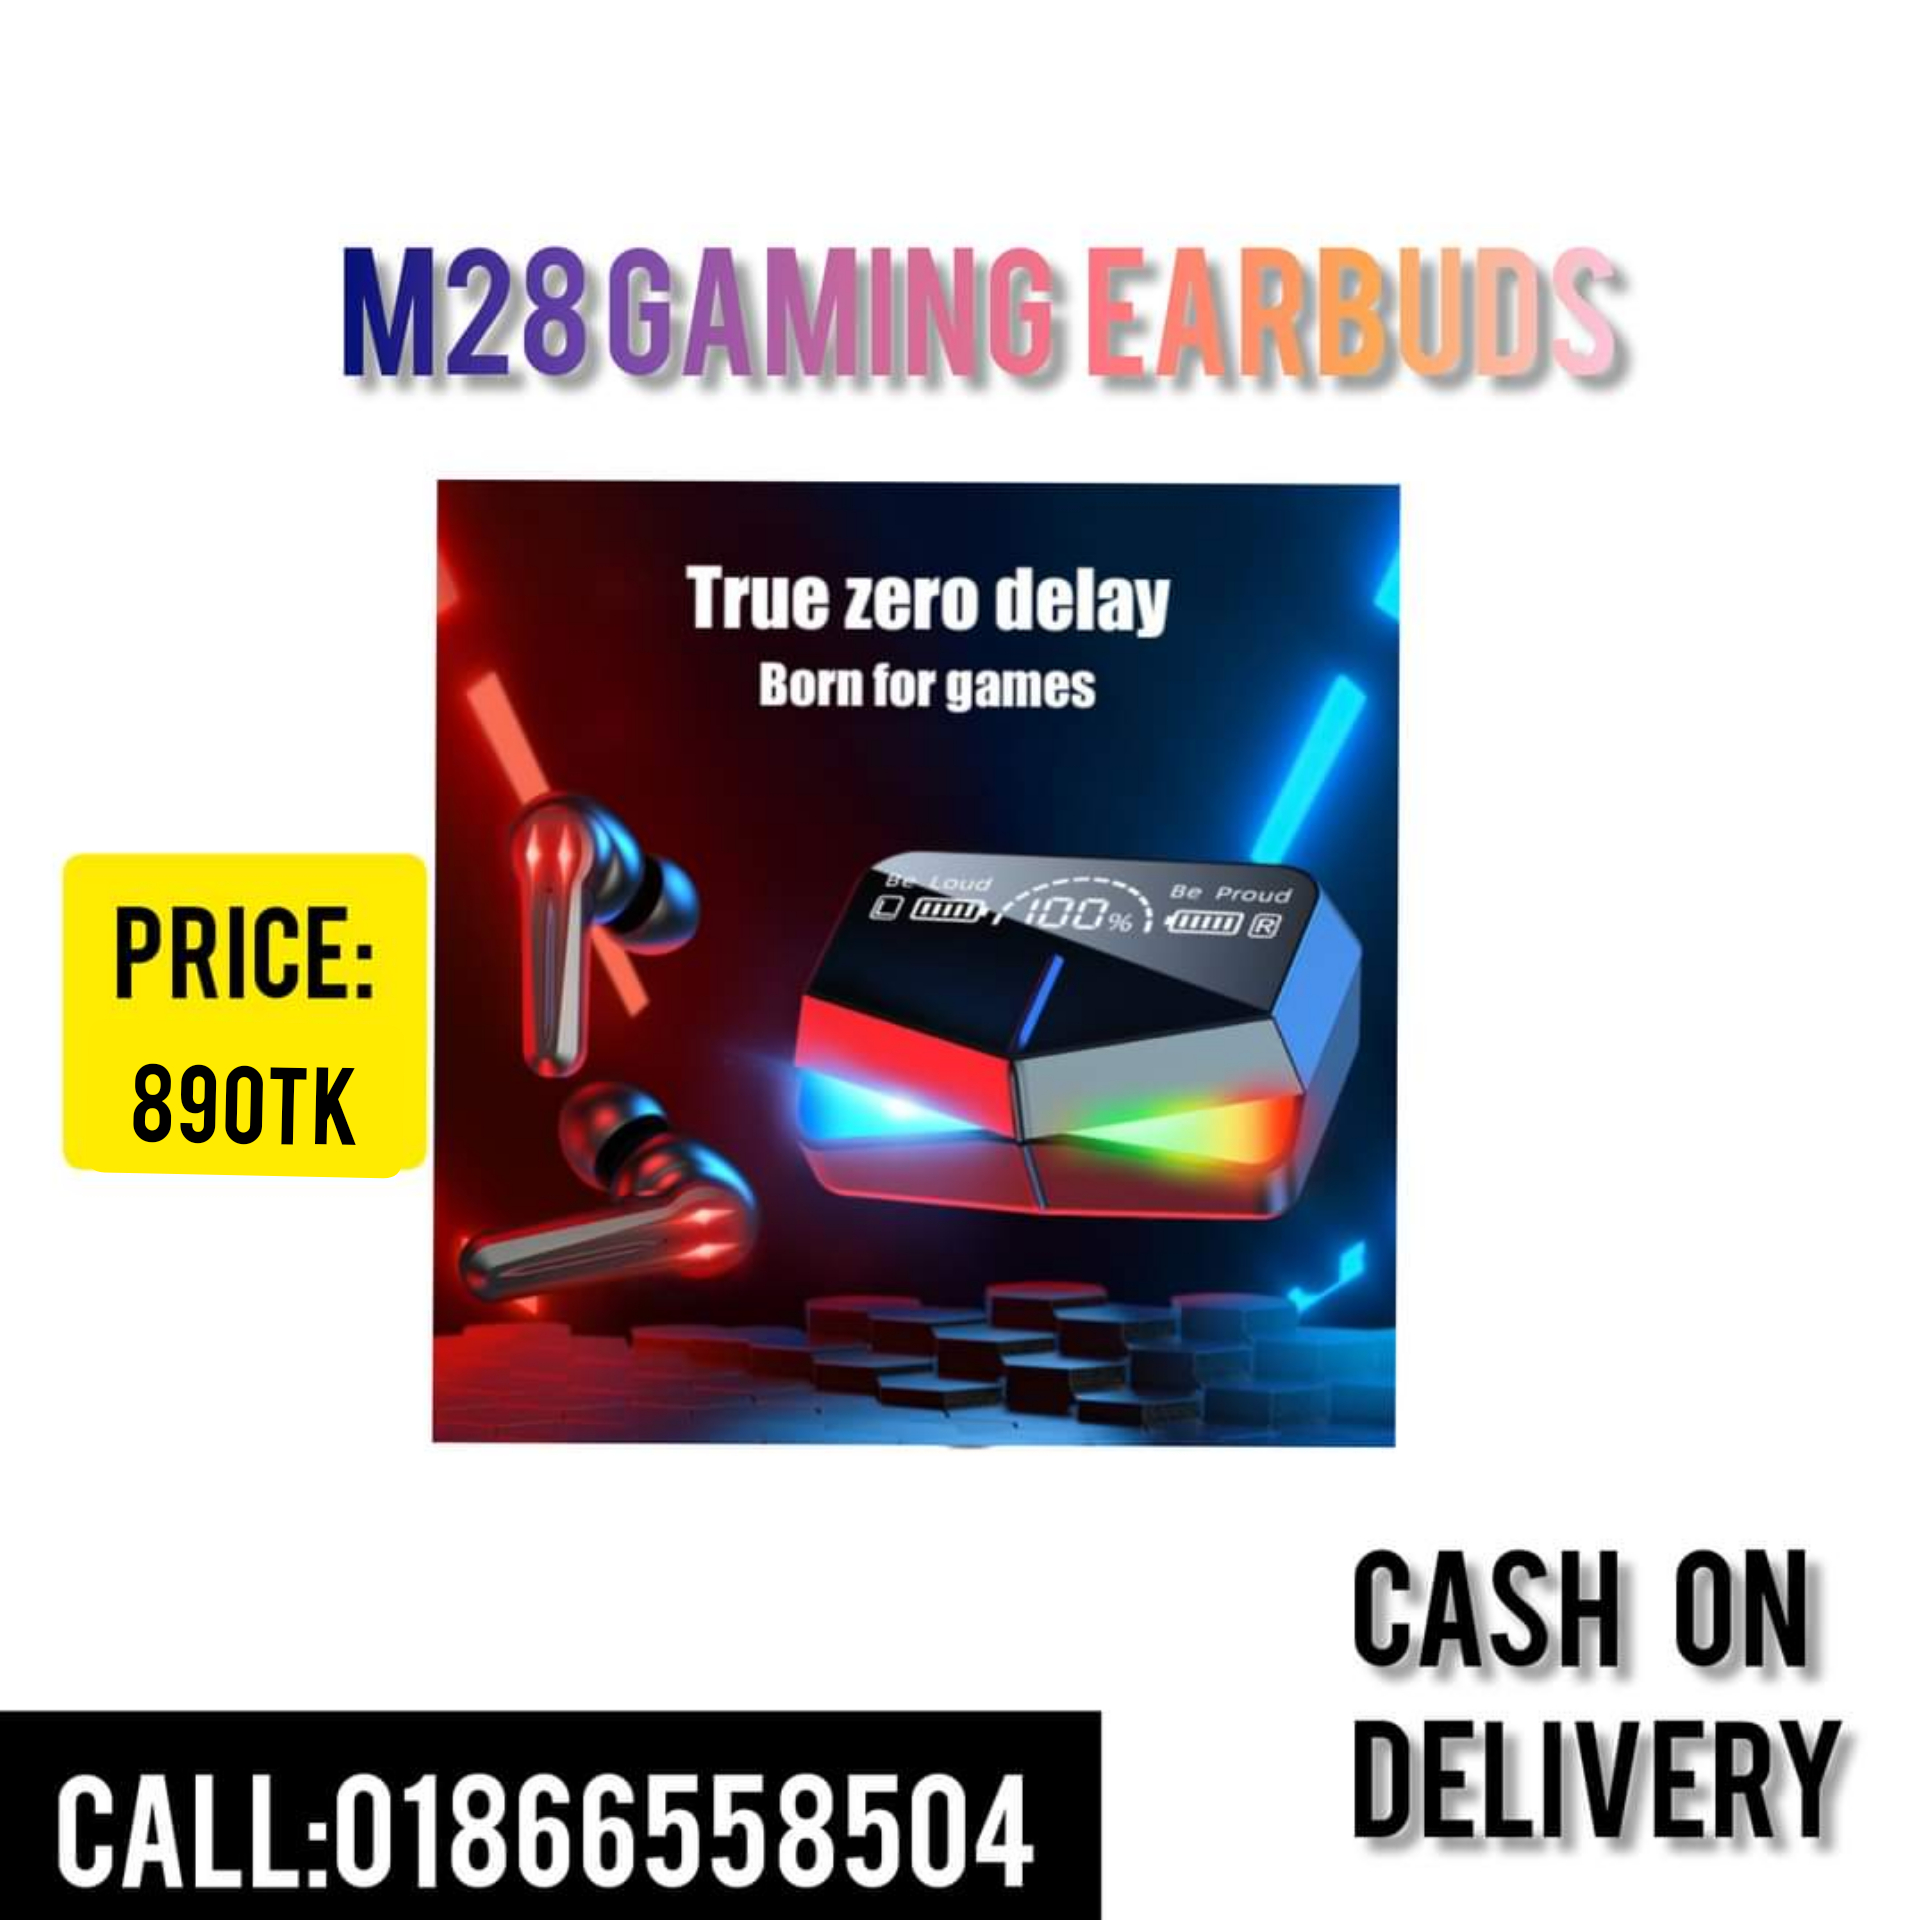 M28 GAMING EARBUDS
True zero delay
Born for games
Be Loud
Be Proud
L
100%
R
PRICE:
890TK
CASH ON
DELIVERY
CALL:01866558504